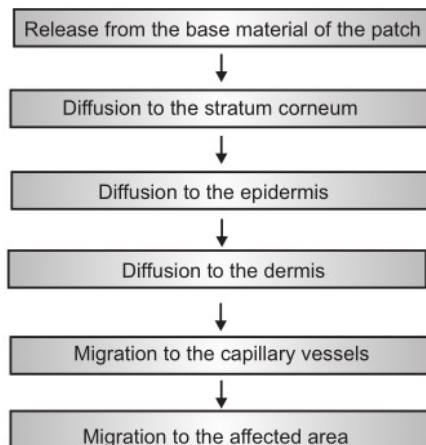 Release from the base material of the patch
Diffusion to the stratum corneum
Diffusion to the epidermis
Diffusion to the dermis
Migration to the capillary vessels
Migration to the affected area